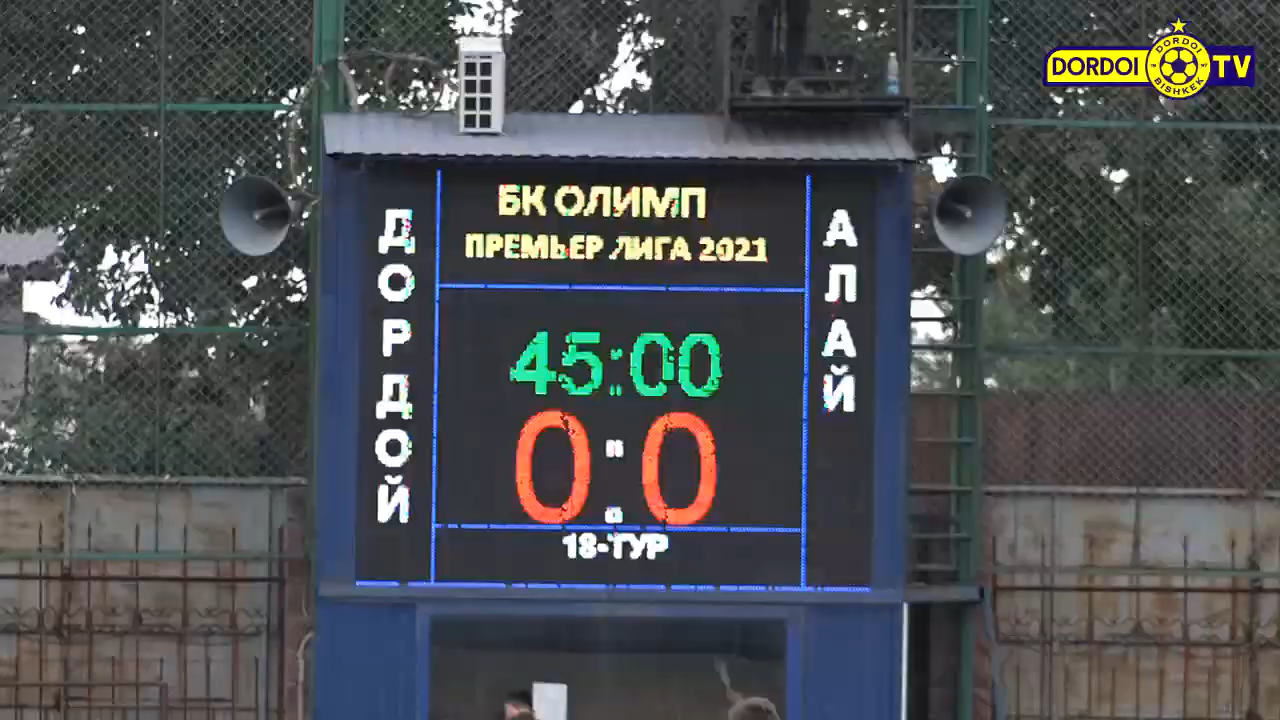 DORDOI TV
DORDOI
BISHKEK
БК ОЛИМП
ПРЕМЬЕР ЛИГА 2021
ДОРДОЙ
АЛАЙ
45:00
0:0
18-ТУР